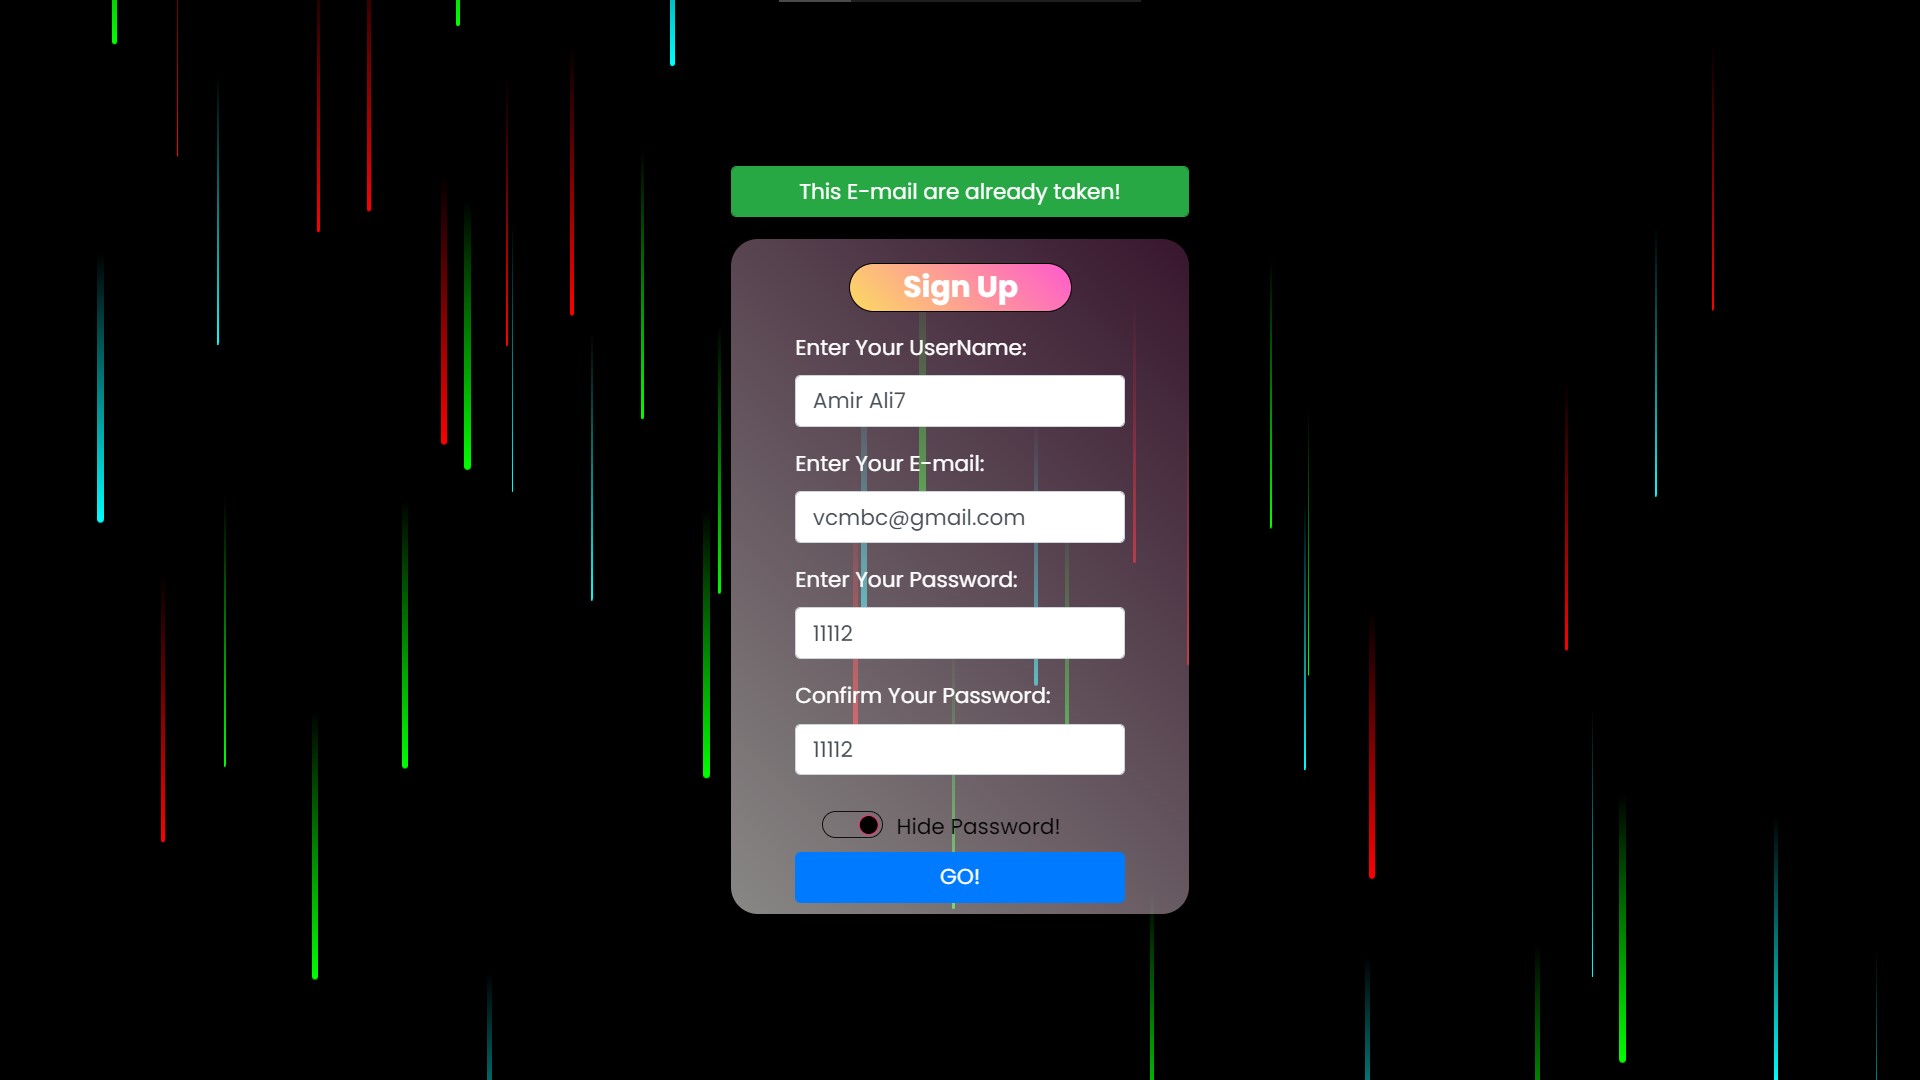 This E-mail are already taken!
Sign Up
Enter Your UserName:
Amir Ali7
Enter Your E-mail:
vcmbc@gmail.com
Enter Your Password:
11112
Confirm Your Password:
11112
Hide Password!
GO!